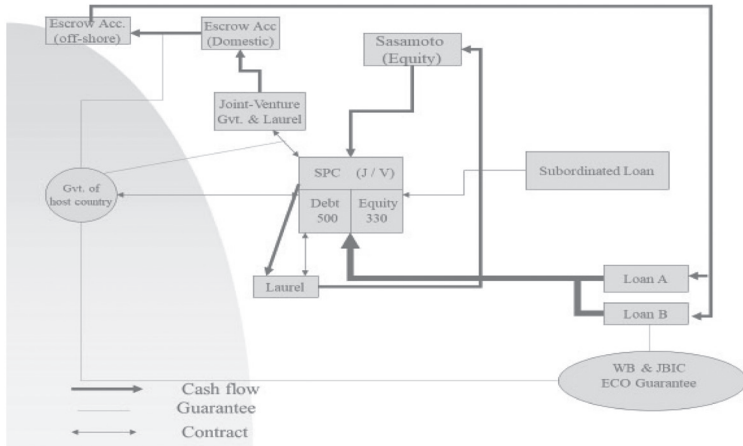 Escrow Acc.
(off-shore)
Escrow Acc
(Domestic)
Sasamoto
(Equity)
Joint-Venture
Gvt. & Laurel
SPC (J / V)
Subordinated Loan
Gvt. of
host country
Debt
500
Equity
330
Laurel
Loan A
Loan B
WB & JBIC
ECO Guarantee
Cash flow
Guarantee
Contract